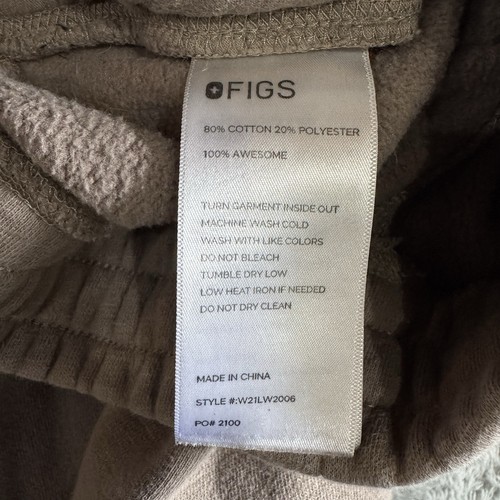 FIGS
80% COTTON 20% POLYESTER
100% AWESOME
TURN GARMENT INSIDE OUT
MACHINE WASH COLD
WASH WITH LIKE COLORS
DO NOT BLEACH
TUMBLE DRY LOW
LOW HEAT IRON IF NEEDED
DO NOT DRY CLEAN
MADE IN CHINA
STYLE #:W21LW2006
PO# 2100